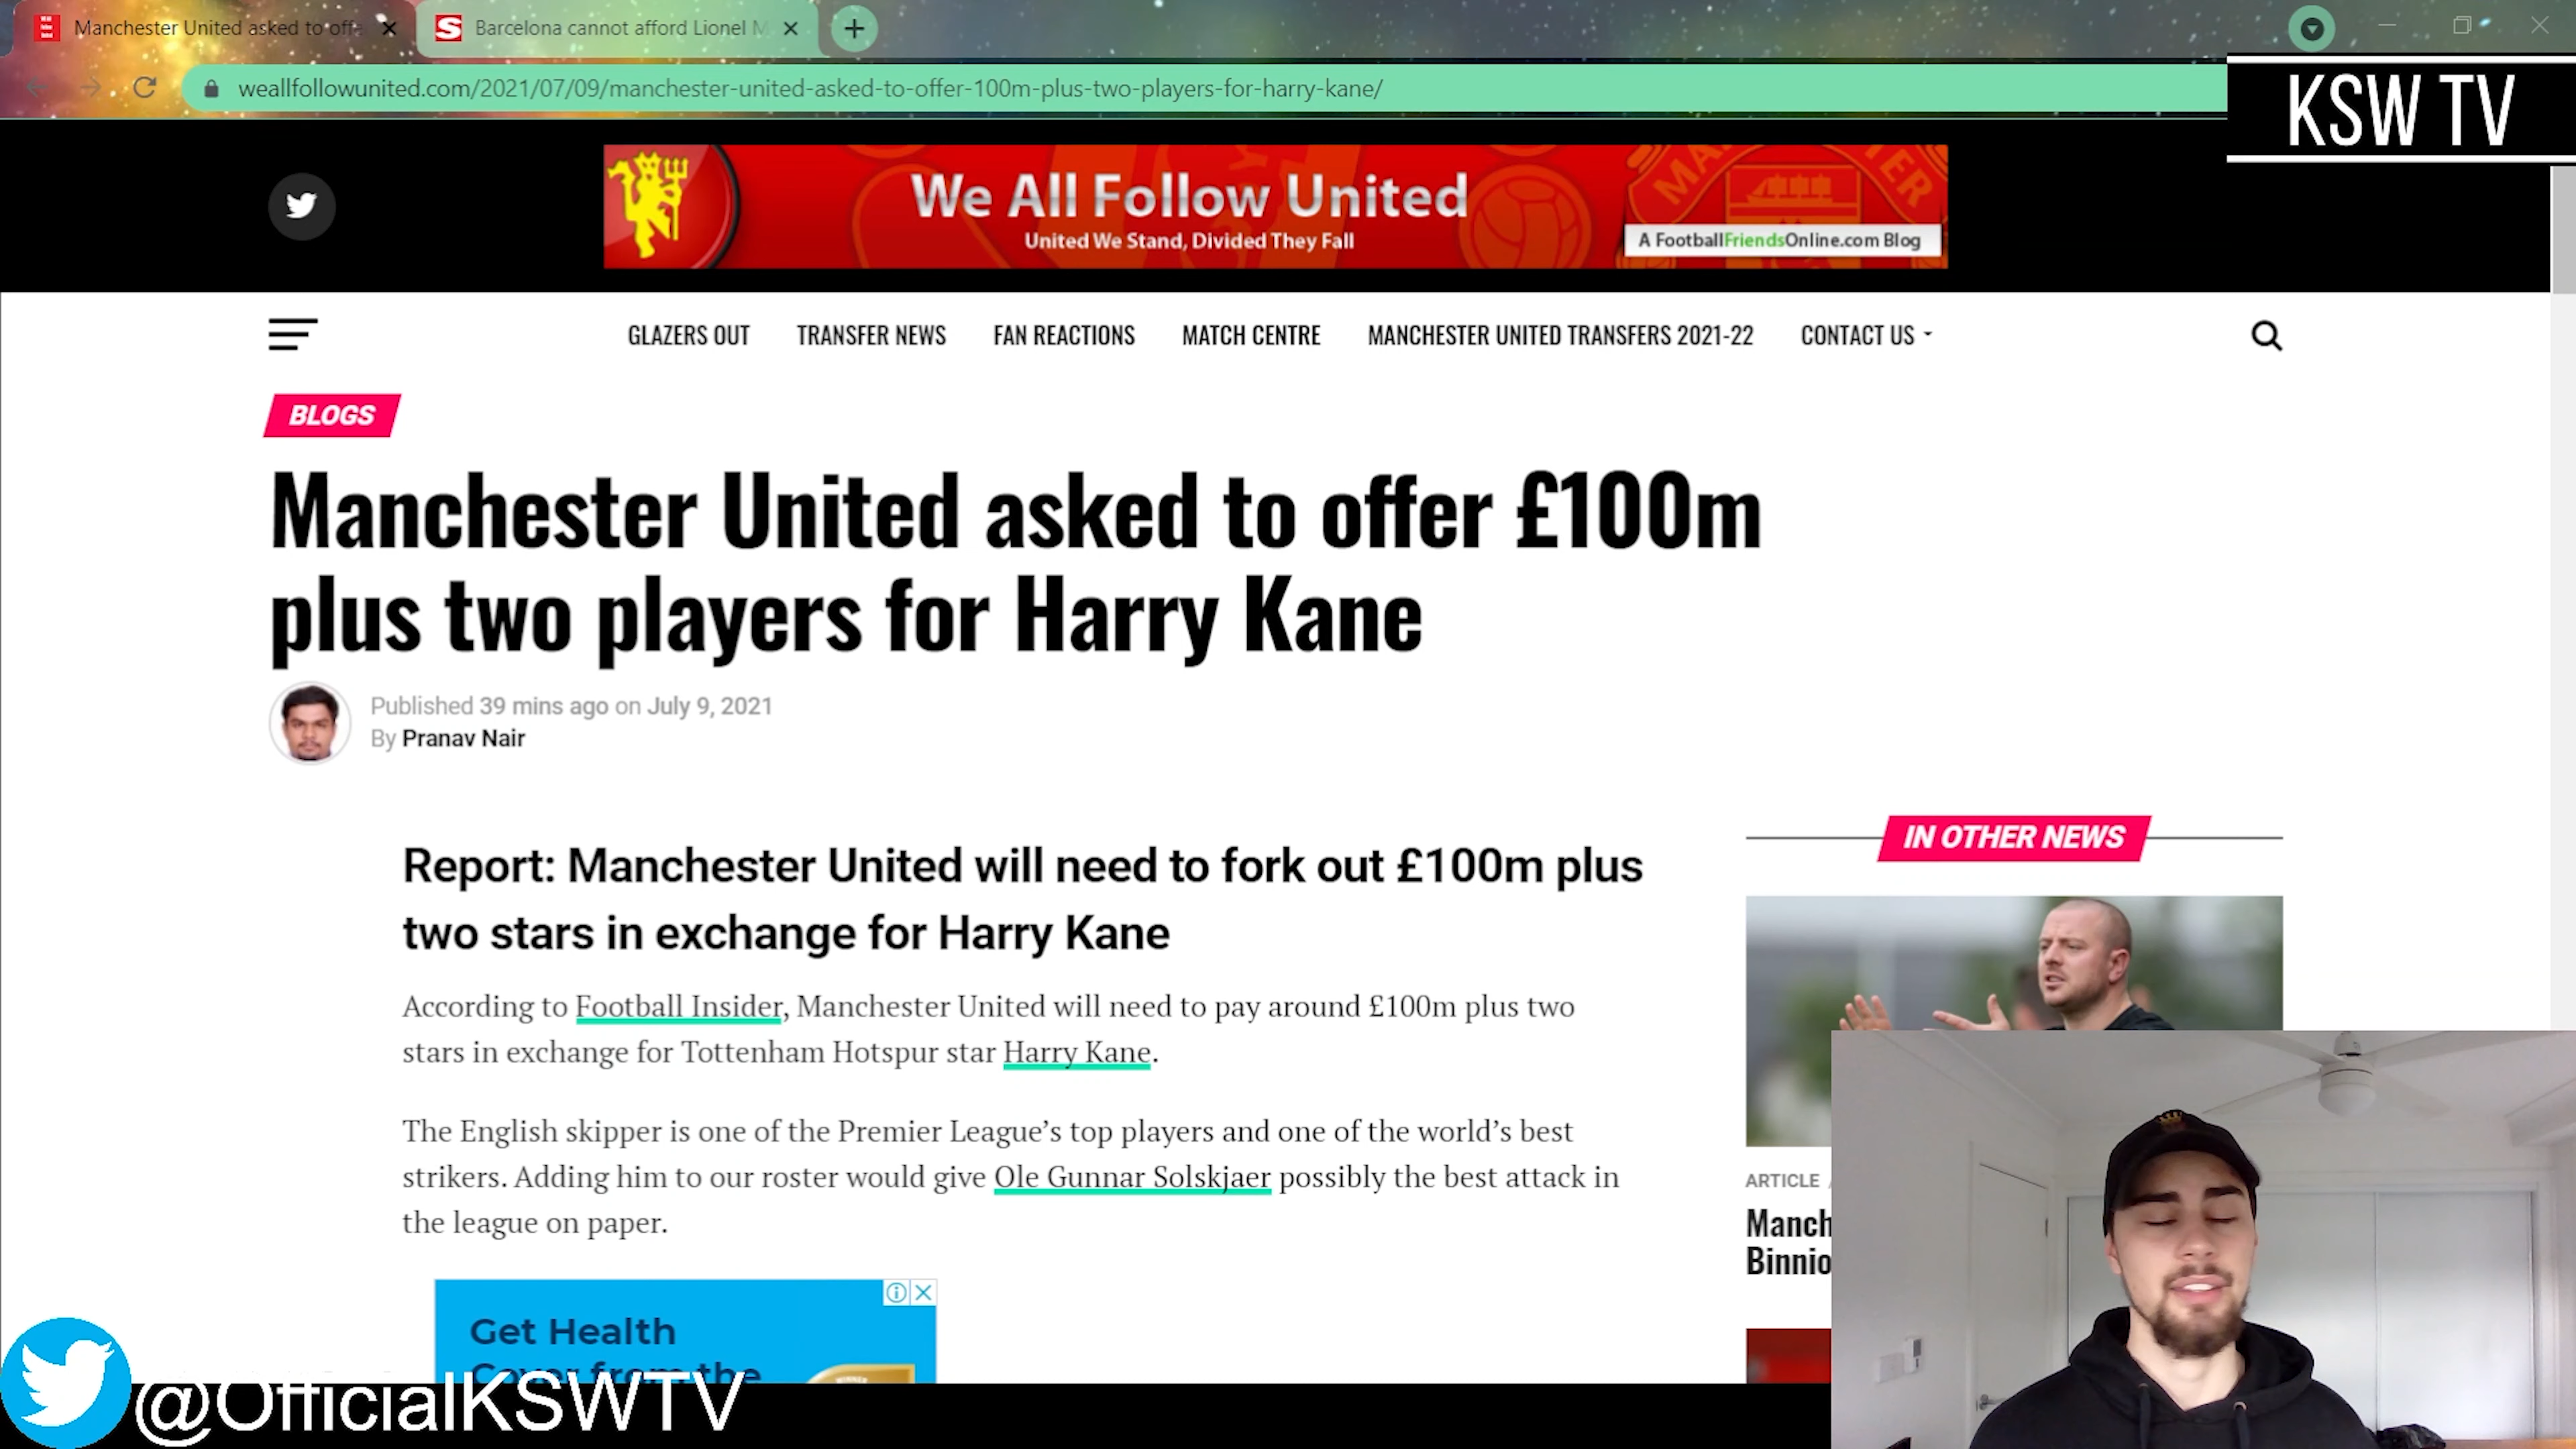 Manchester United asked to off
Barcelona cannot afford Lionel M
weallfollowunited.com/2021/07/09/manchester-united-asked-to-offer-100m-plus-two-players-for-harry-kane/
KSW TV
We All Follow United
United We Stand, Divided They Fall
A FootballFriendsOnline.com Blog
GLAZERS OUT TRANSFER NEWS FAN REACTIONS MATCH CENTRE MANCHESTER UNITED TRANSFERS 2021-22 CONTACT US
BLOGS
Manchester United asked to offer £100m
plus two players for Harry Kane
Published 39 mins ago on July 9, 2021
By Pranav Nair
Report: Manchester United will need to fork out £100m plus
two stars in exchange for Harry Kane
According to Football Insider, Manchester United will need to pay around £100m plus two
stars in exchange for Tottenham Hotspur star Harry Kane.
The English skipper is one of the Premier League’s top players and one of the world’s best
strikers. Adding him to our roster would give Ole Gunnar Solskjaer possibly the best attack in
the league on paper.
IN OTHER NEWS
ARTICLE
Manch
Binnio
Get Health
Cover from the
@OfficialKSWTV